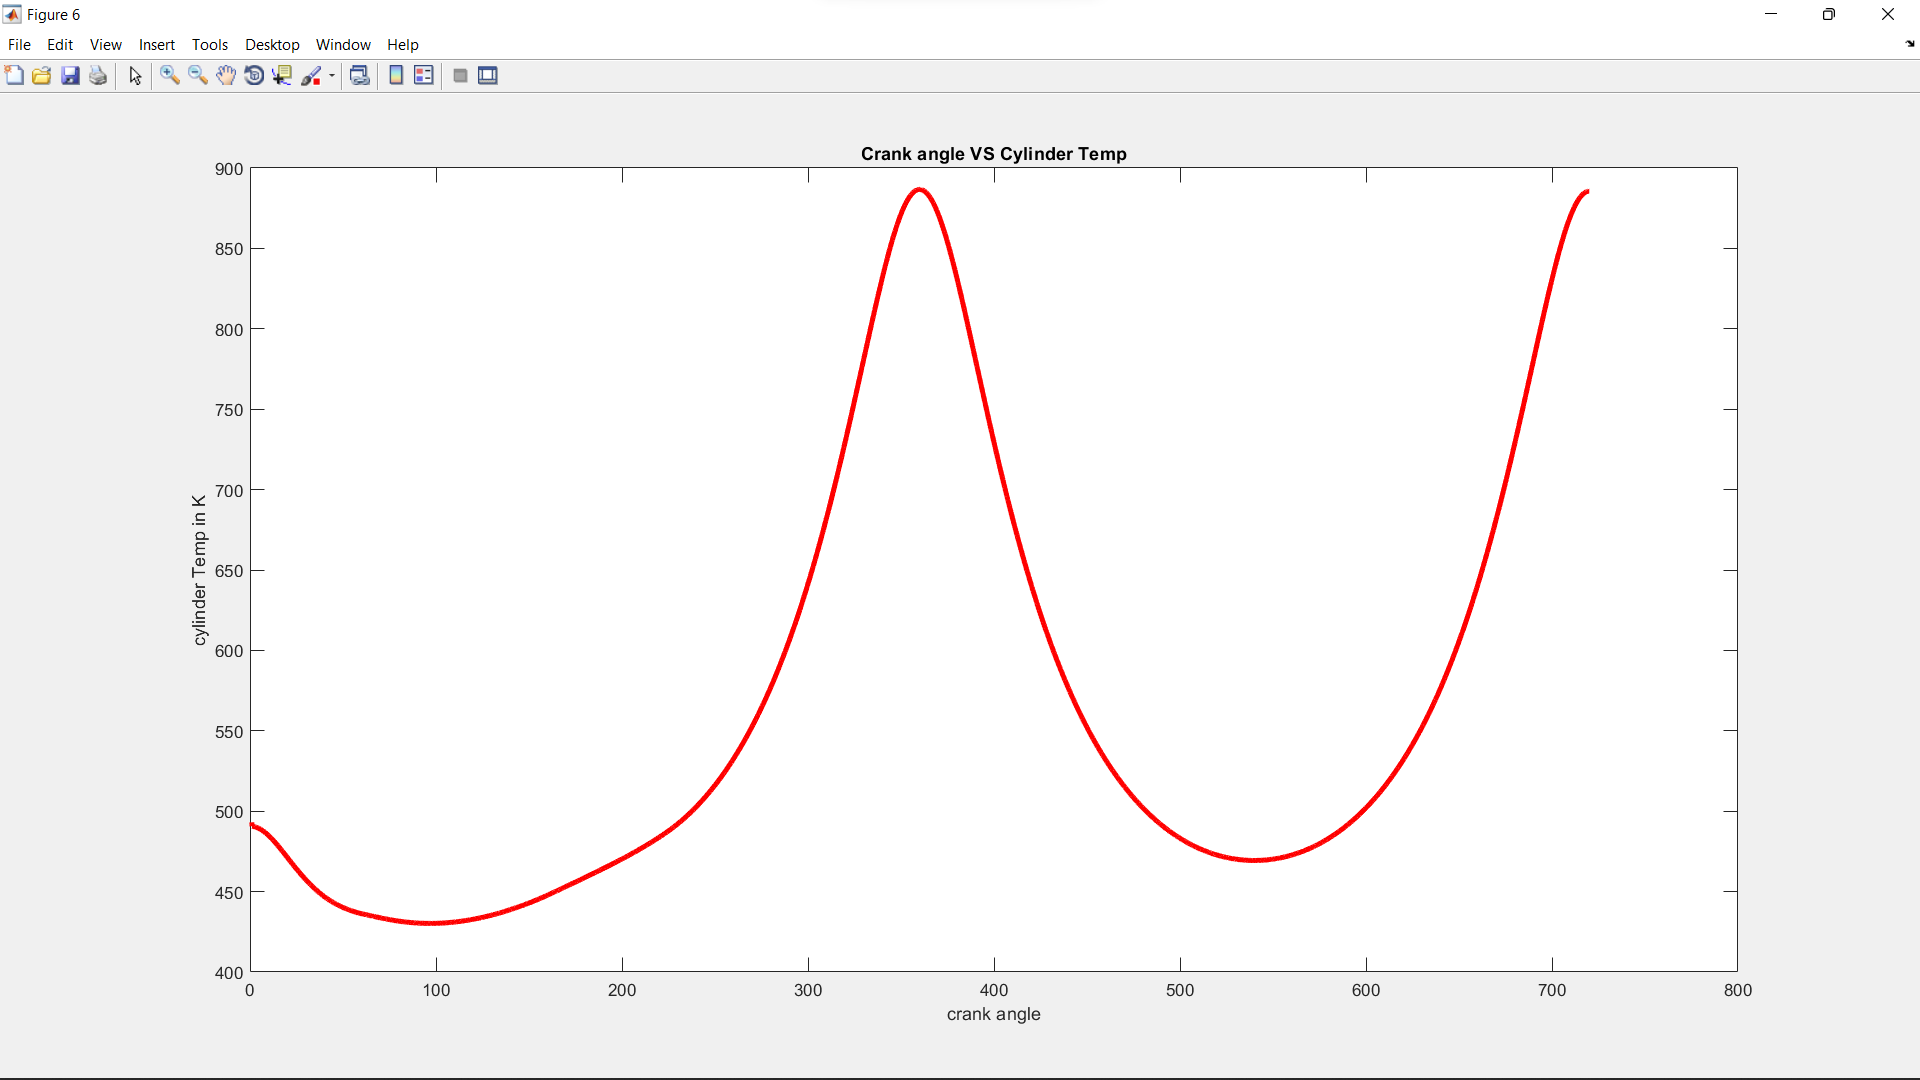 Figure 6
File Edit View Insert Tools Desktop Window Help
Crank angle VS Cylinder Temp
900
850
800
750
700
650
600
550
500
450
400
cylinder Temp in K
0 100 200 300 400 500 600 700 800
crank angle